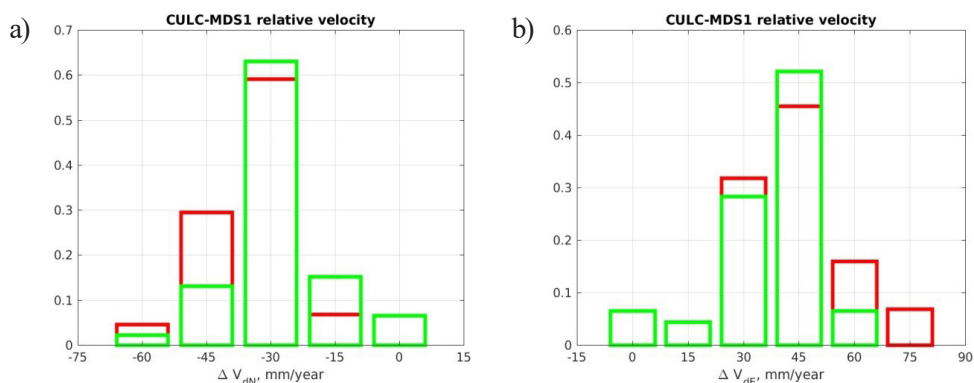 a)
CULC-MDS1 relative velocity
0.7
0.6
0.5
0.4
0.3
0.2
0.1
0
-75 -60 -45 -30 -15 0 15
Δ V_dN, mm/year
b)
CULC-MDS1 relative velocity
0.6
0.5
0.4
0.3
0.2
0.1
0
-15 0 15 30 45 60 75 90
Δ V_dE, mm/year